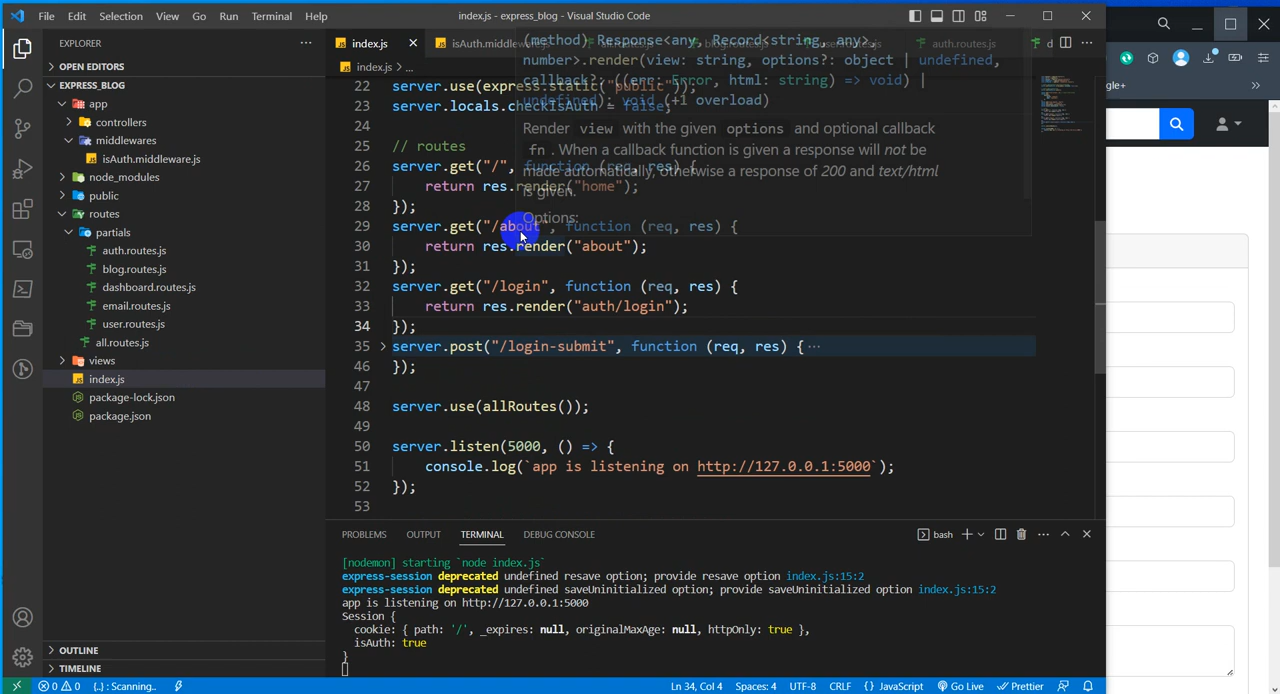 File Edit Selection View Go Run Terminal Help
index.js - express_blog - Visual Studio Code
EXPLORER
OPEN EDITORS
EXPRESS_BLOG
app
controllers
middlewares
isAuth.middleware.js
node_modules
public
routes
partials
auth.routes.js
blog.routes.js
dashboard.routes.js
email.routes.js
user.routes.js
all.routes.js
views
index.js
package-lock.json
package.json
OUTLINE
TIMELINE
index.js
auth.routes.js
index.js > ...
(method) Response<any, Record<string, any>,
number>.render(view: string, options?: object | undefined,
callback?: ((err: Error, html: string) => void) |
undefined): void (+1 overload)
Render view with the given options and optional callback
fn . When a callback function is given a response will not be
made automatically, otherwise a response of 200 and text/html
is given.
Options:
22 server.use(express.static("public"));
23 server.locals.checkIsAuth = false;
24
25 // routes
26 server.get("/", function (req, res) {
27 return res.render("home");
28 });
29 server.get("/about", function (req, res) {
30 return res.render("about");
31 });
32 server.get("/login", function (req, res) {
33 return res.render("auth/login");
34 });
35 server.post("/login-submit", function (req, res) { ...
46 });
47
48 server.use(allRoutes());
49
50 server.listen(5000, () => {
51 console.log(`app is listening on http://127.0.0.1:5000`);
52 });
53
PROBLEMS OUTPUT TERMINAL DEBUG CONSOLE
bash
[nodemon] starting `node index.js`
express-session deprecated undefined resave option; provide resave option index.js:15:2
express-session deprecated undefined saveUninitialized option; provide saveUninitialized option index.js:15:2
app is listening on http://127.0.0.1:5000
Session {
cookie: { path: '/', _expires: null, originalMaxAge: null, httpOnly: true },
isAuth: true
}
0 0 {..} : Scanning.. Ln 34, Col 4 Spaces: 4 UTF-8 CRLF {} JavaScript Go Live Prettier
gle+